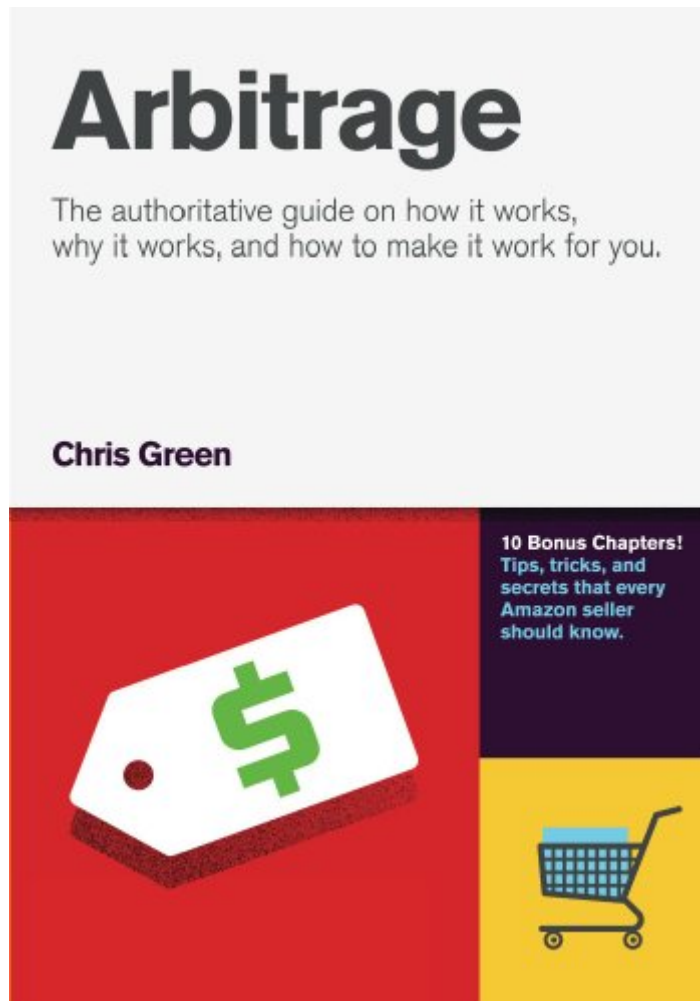 Arbitrage
The authoritative guide on how it works,
why it works, and how to make it work for you.
Chris Green
10 Bonus Chapters!
Tips, tricks, and
secrets that every
Amazon seller
should know.
$